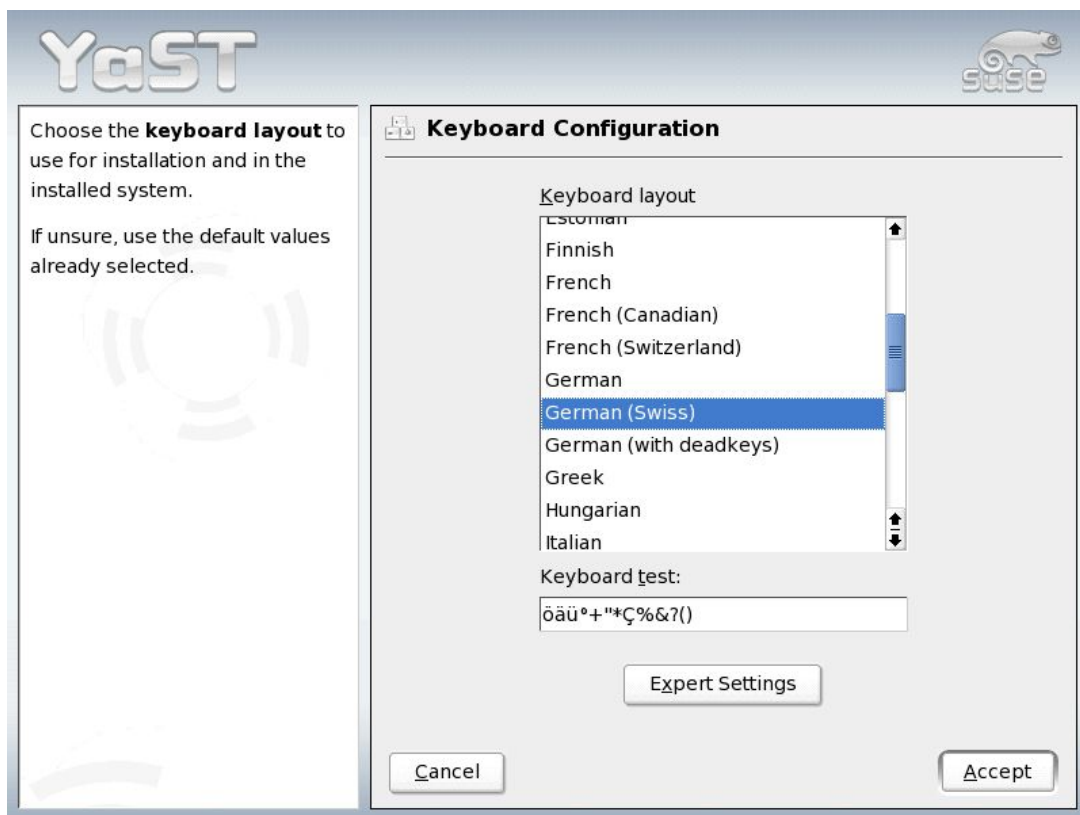 YaST
SUSE
Choose the keyboard layout to
use for installation and in the
installed system.
If unsure, use the default values
already selected.
Keyboard Configuration
Keyboard layout
Estonian
Finnish
French
French (Canadian)
French (Switzerland)
German
German (Swiss)
German (with deadkeys)
Greek
Hungarian
Italian
Keyboard test:
öäü°+"*Ç%&?()
Expert Settings
Cancel
Accept